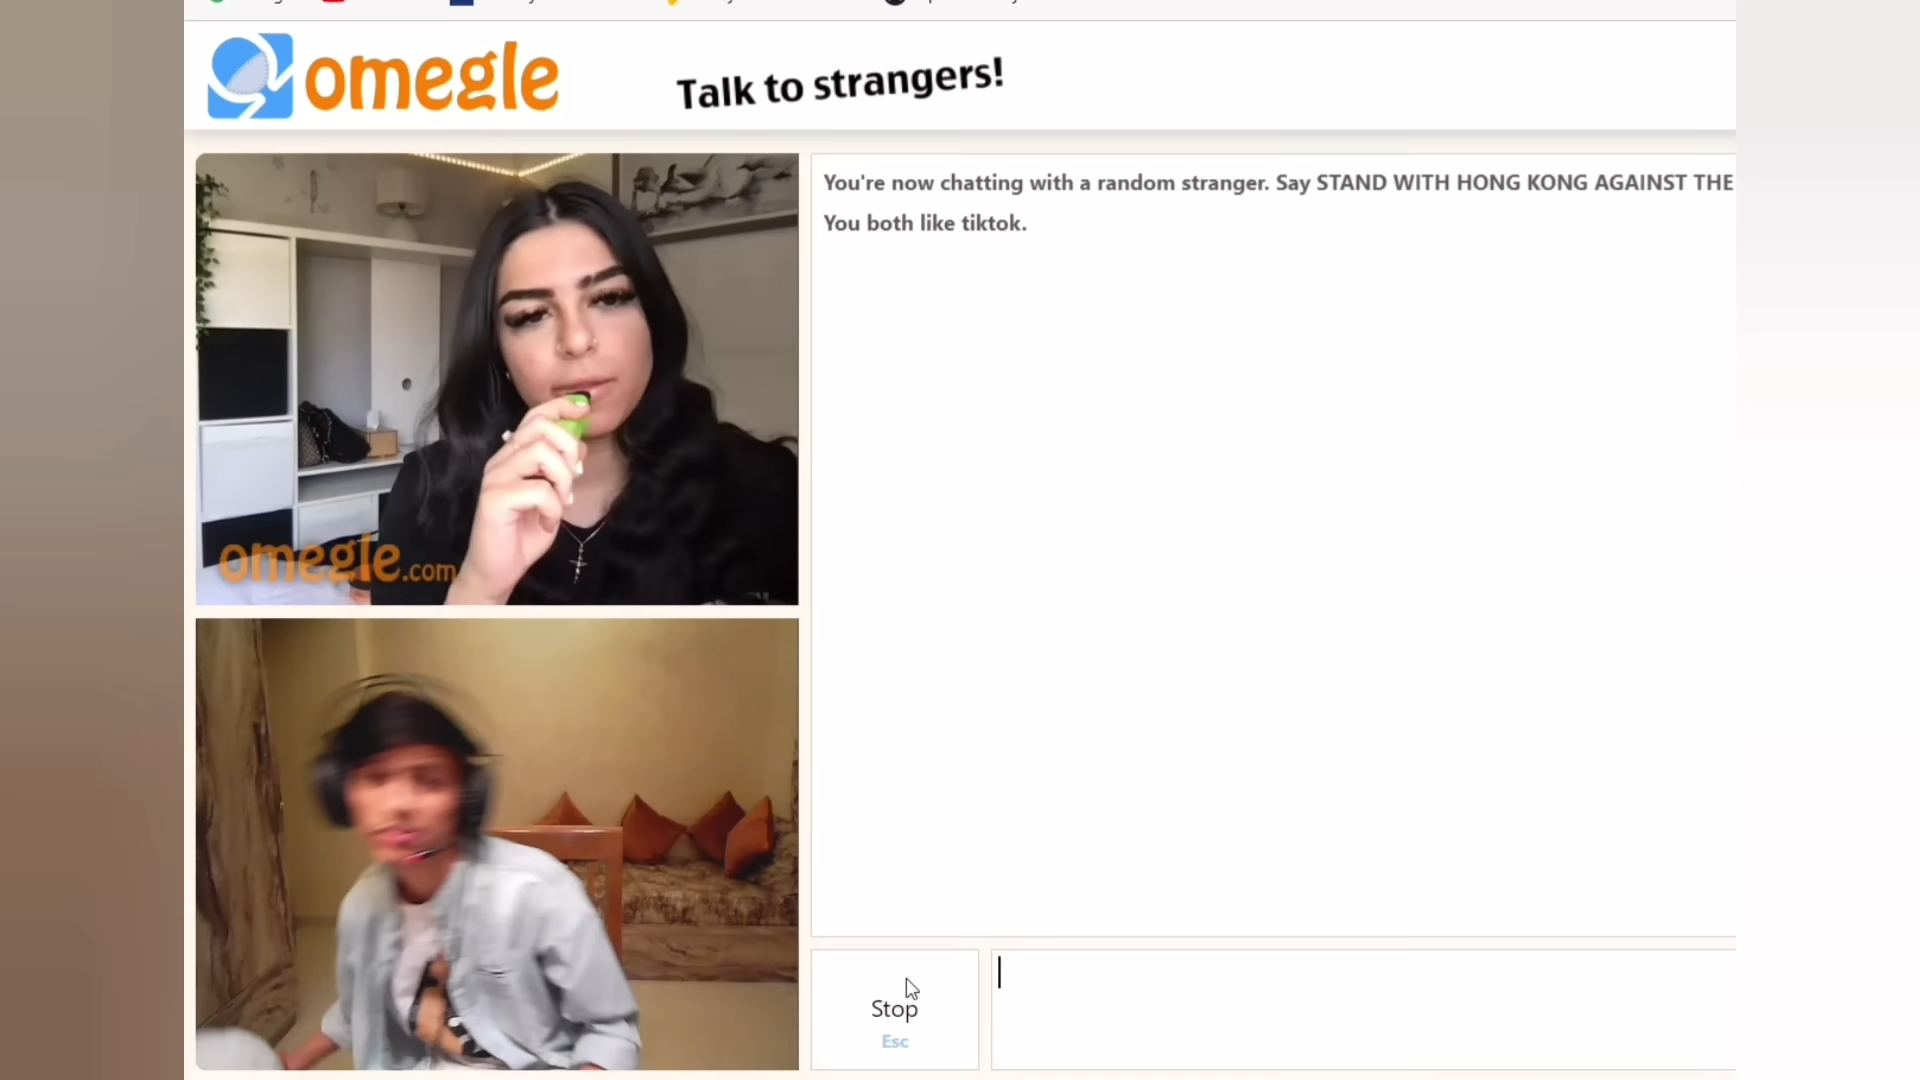 omegle
Talk to strangers!
You're now chatting with a random stranger. Say STAND WITH HONG KONG AGAINST THE
You both like tiktok.
omegle.com
Stop
Esc